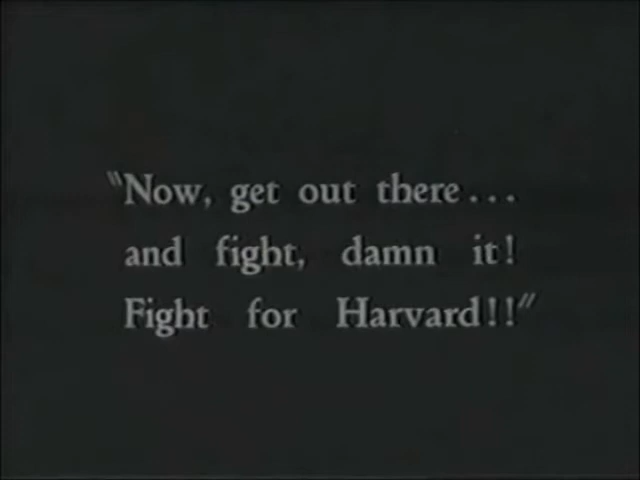 "Now, get out there...
and fight, damn it!
Fight for Harvard!!"